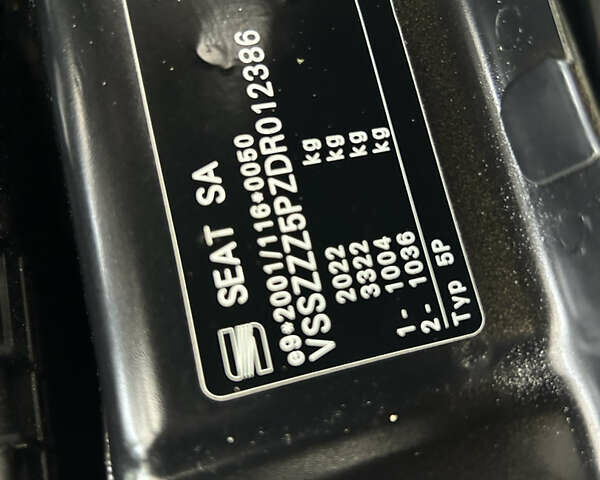 SEAT SA
e9*2001/116*0050
VSSZZZ5PZDR012386
2022 kg
3322 kg
1- 1004 kg
2- 1036 kg
TYP 5P